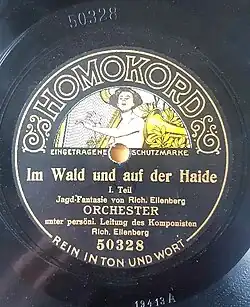 50328
HOMOKORD
EINGETRAGENE SCHUTZMARKE
Im Wald und auf der Haide
I. Teil
Jagd-Fantasie von Rich. Eilenberg
ORCHESTER
unter persönl. Leitung des Komponisten
Rich. Eilenberg
50328
REIN IN TON UND WORT
19413 A